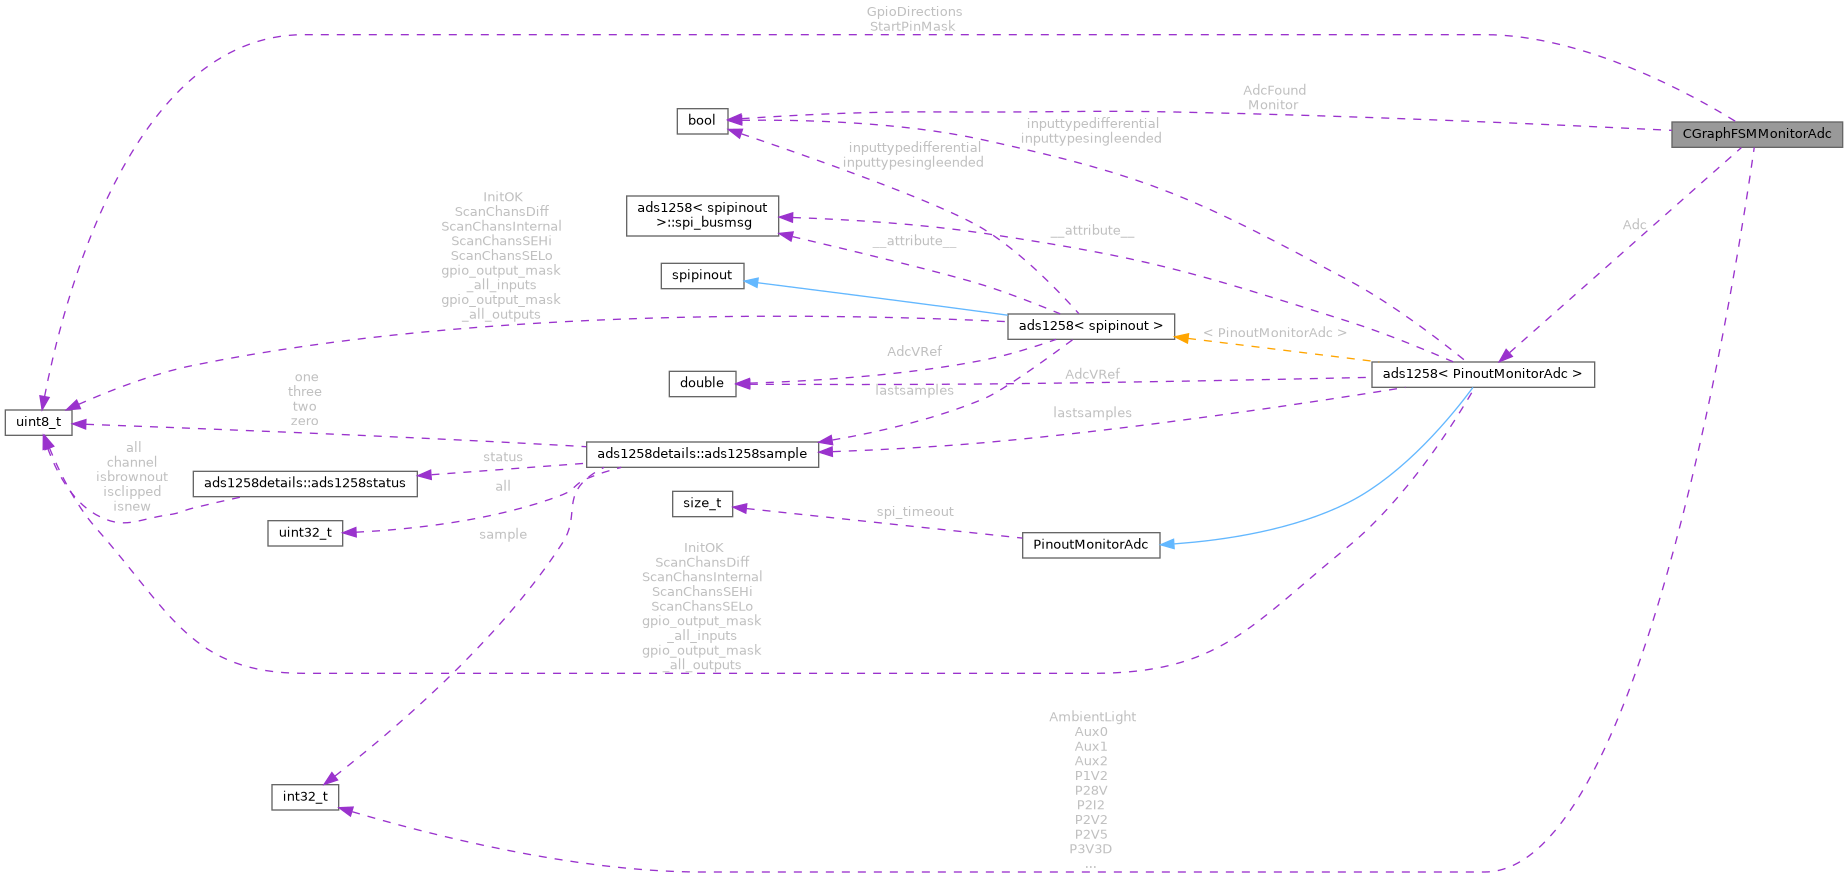 GpioDirections
StartPinMask
AdcFound
Monitor
bool
inputtypedifferential
inputtypesingleended
CGraphFSMMonitorAdc
inputtypedifferential
inputtypesingleended
InitOK
ScanChansDiff
ScanChansInternal
ScanChansSEHi
ScanChansSELo
gpio_output_mask
_all_inputs
gpio_output_mask
_all_outputs
ads1258< spipinout
>::spi_busmsg
__attribute__
__attribute__
Adc
spipinout
ads1258< spipinout >
< PinoutMonitorAdc >
AdcVRef
double
AdcVRef
ads1258< PinoutMonitorAdc >
lastsamples
lastsamples
one
three
two
zero
uint8_t
ads1258details::ads1258sample
all
channel
isbrownout
isclipped
isnew
status
ads1258details::ads1258status
all
size_t
spi_timeout
uint32_t
sample
PinoutMonitorAdc
InitOK
ScanChansDiff
ScanChansInternal
ScanChansSEHi
ScanChansSELo
gpio_output_mask
_all_inputs
gpio_output_mask
_all_outputs
AmbientLight
Aux0
Aux1
Aux2
P1V2
P28V
P2I2
P2V2
P2V5
P3V3D
...
int32_t